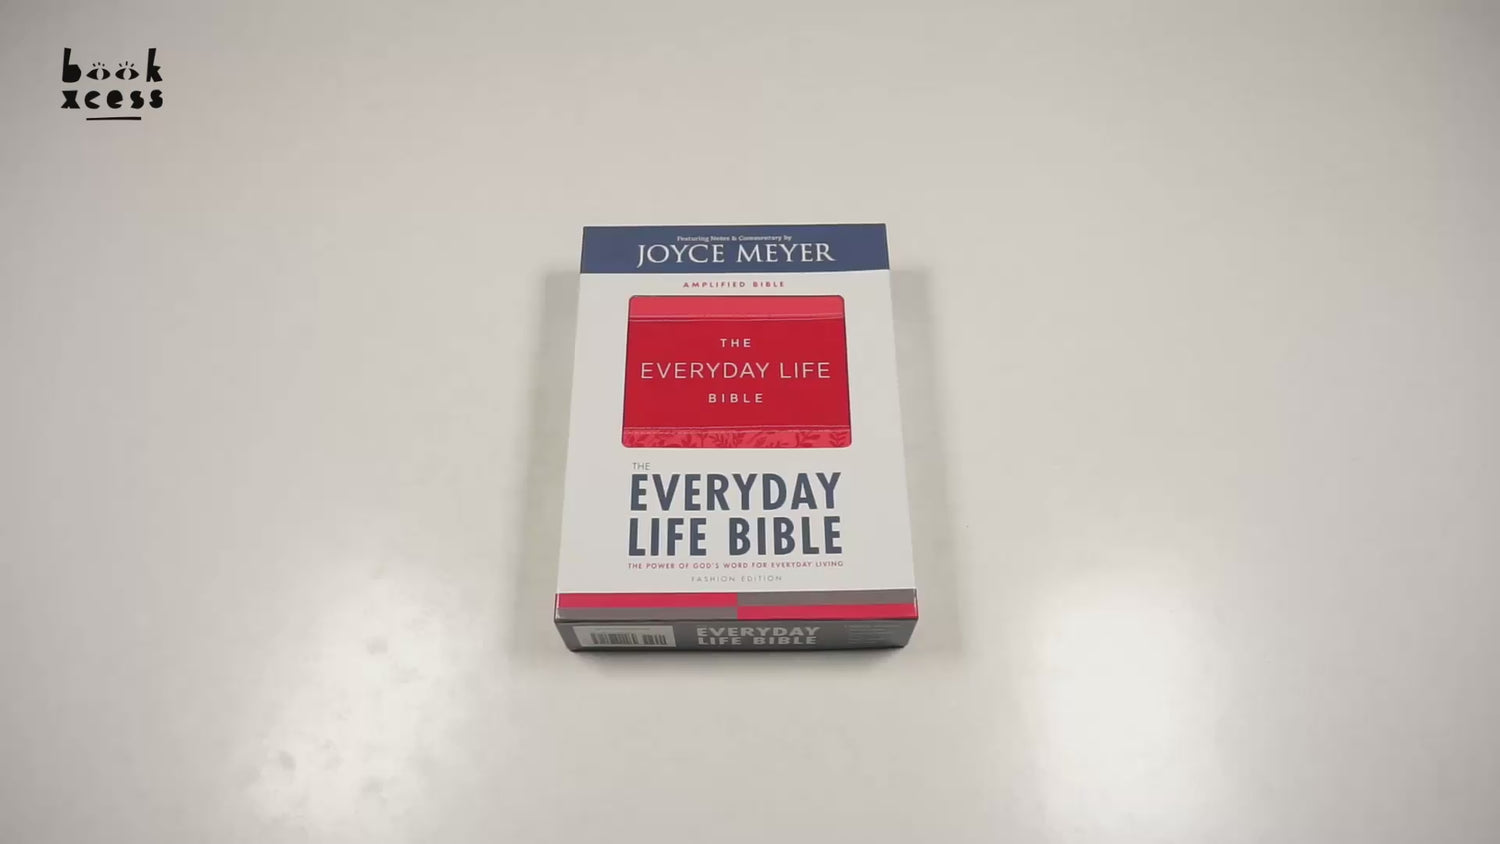 book
xcess
Featuring Notes & Commentary by
JOYCE MEYER
AMPLIFIED BIBLE
THE
EVERYDAY LIFE
BIBLE
THE
EVERYDAY
LIFE BIBLE
THE POWER OF GOD'S WORD FOR EVERYDAY LIVING
FASHION EDITION
EVERYDAY
LIFE BIBLE